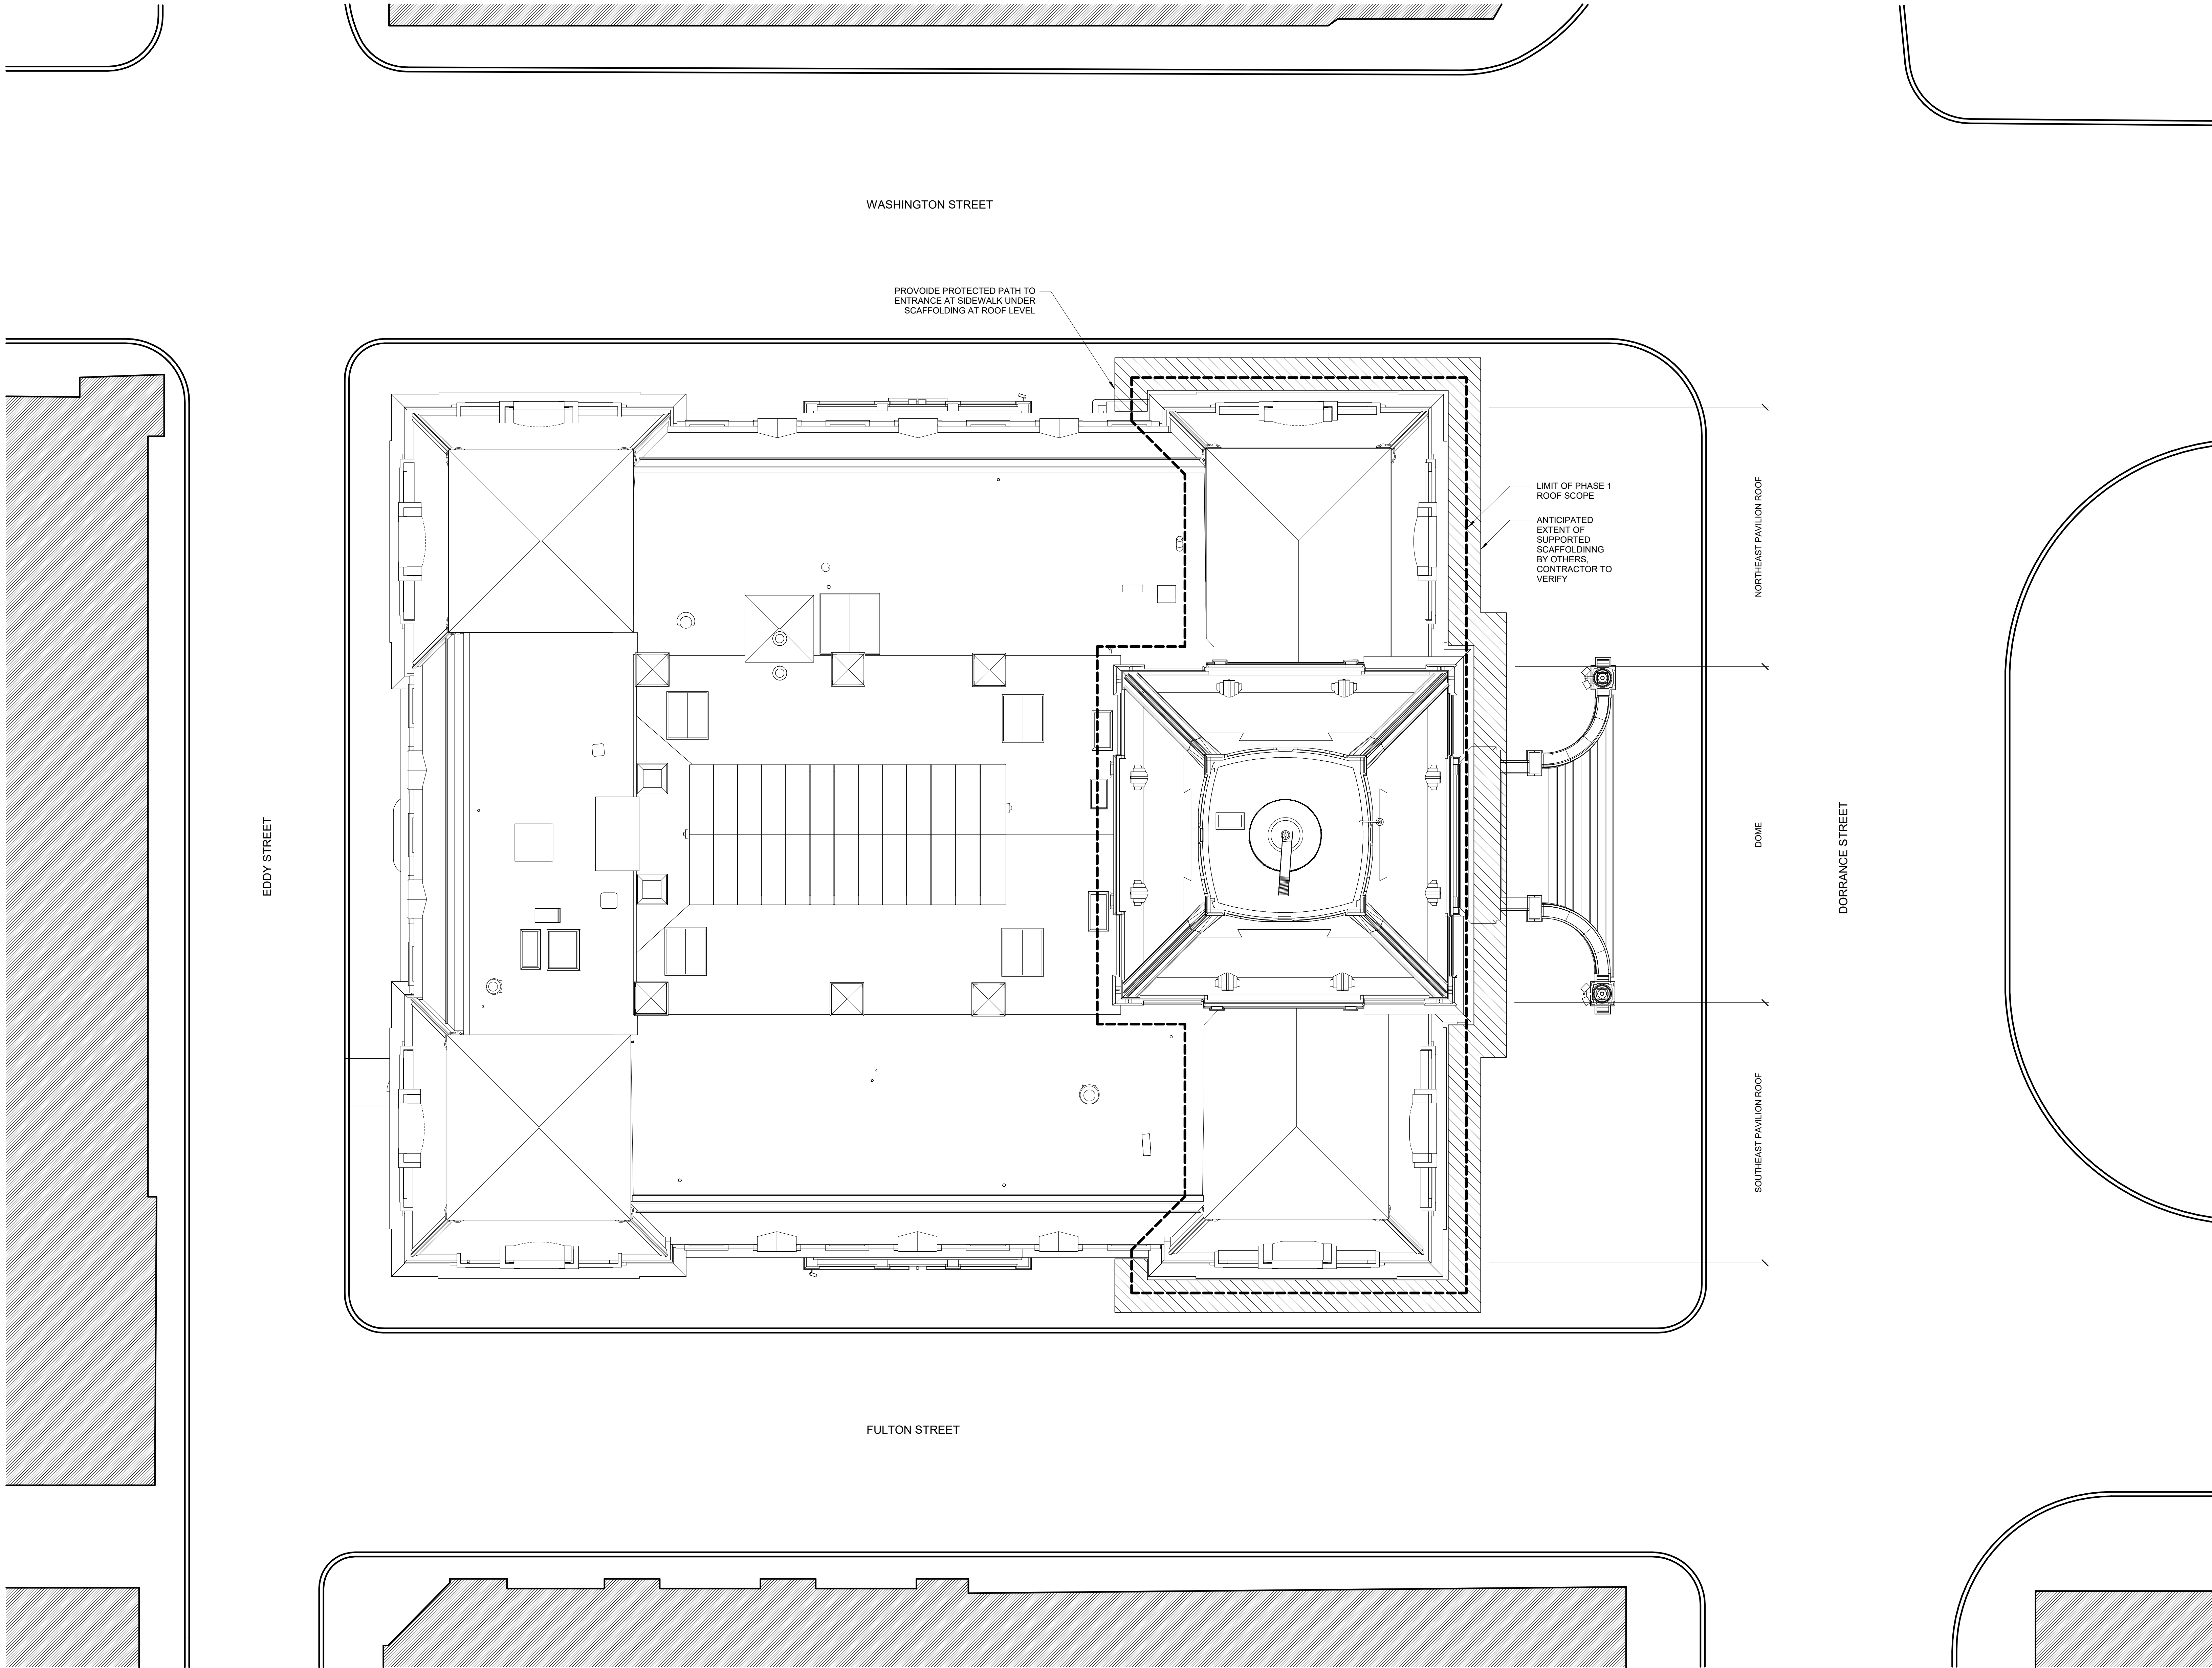 WASHINGTON STREET
PROVOIDE PROTECTED PATH TO
ENTRANCE AT SIDEWALK UNDER
SCAFFOLDING AT ROOF LEVEL
LIMIT OF PHASE 1
ROOF SCOPE
ANTICIPATED
EXTENT OF
SUPPORTED
SCAFFOLDINNG
BY OTHERS,
CONTRACTOR TO
VERIFY
NORTHEAST PAVILION ROOF
DOME
SOUTHEAST PAVILION ROOF
EDDY STREET
DORRANCE STREET
FULTON STREET